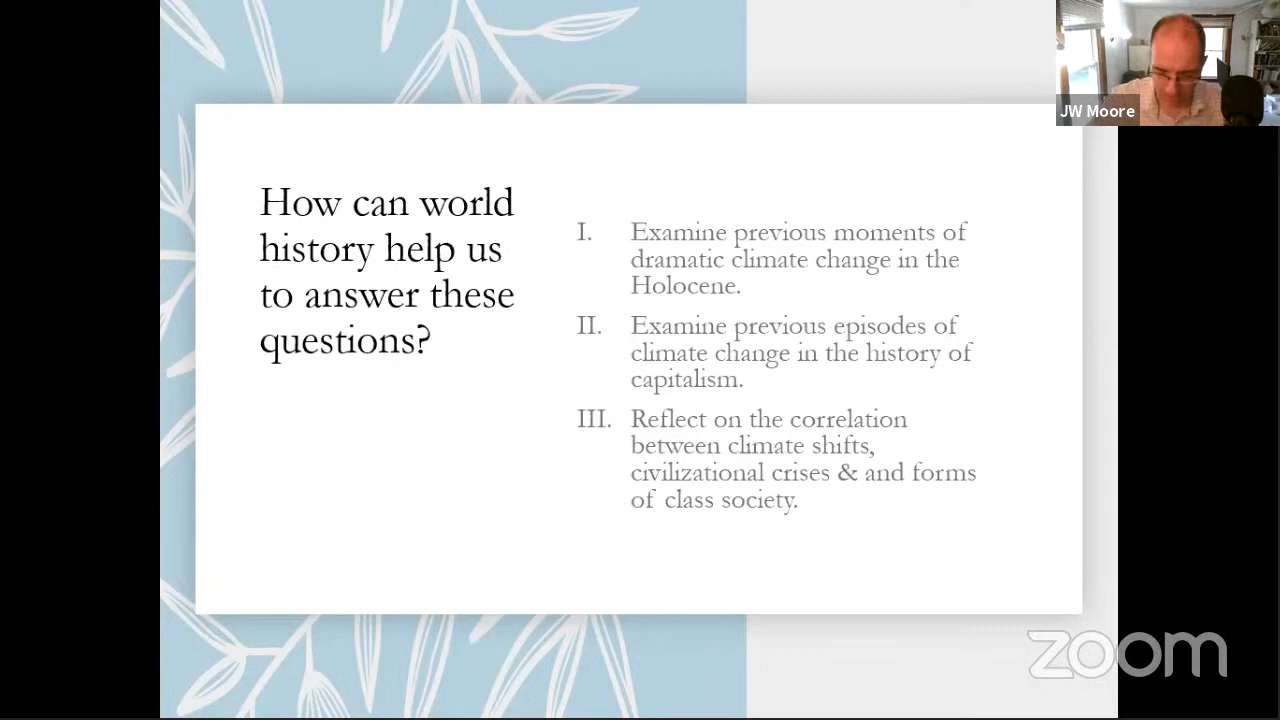 JW Moore
How can world
history help us
to answer these
questions?
I. Examine previous moments of
dramatic climate change in the
Holocene.
II. Examine previous episodes of
climate change in the history of
capitalism.
III. Reflect on the correlation
between climate shifts,
civilizational crises & and forms
of class society.
zoom